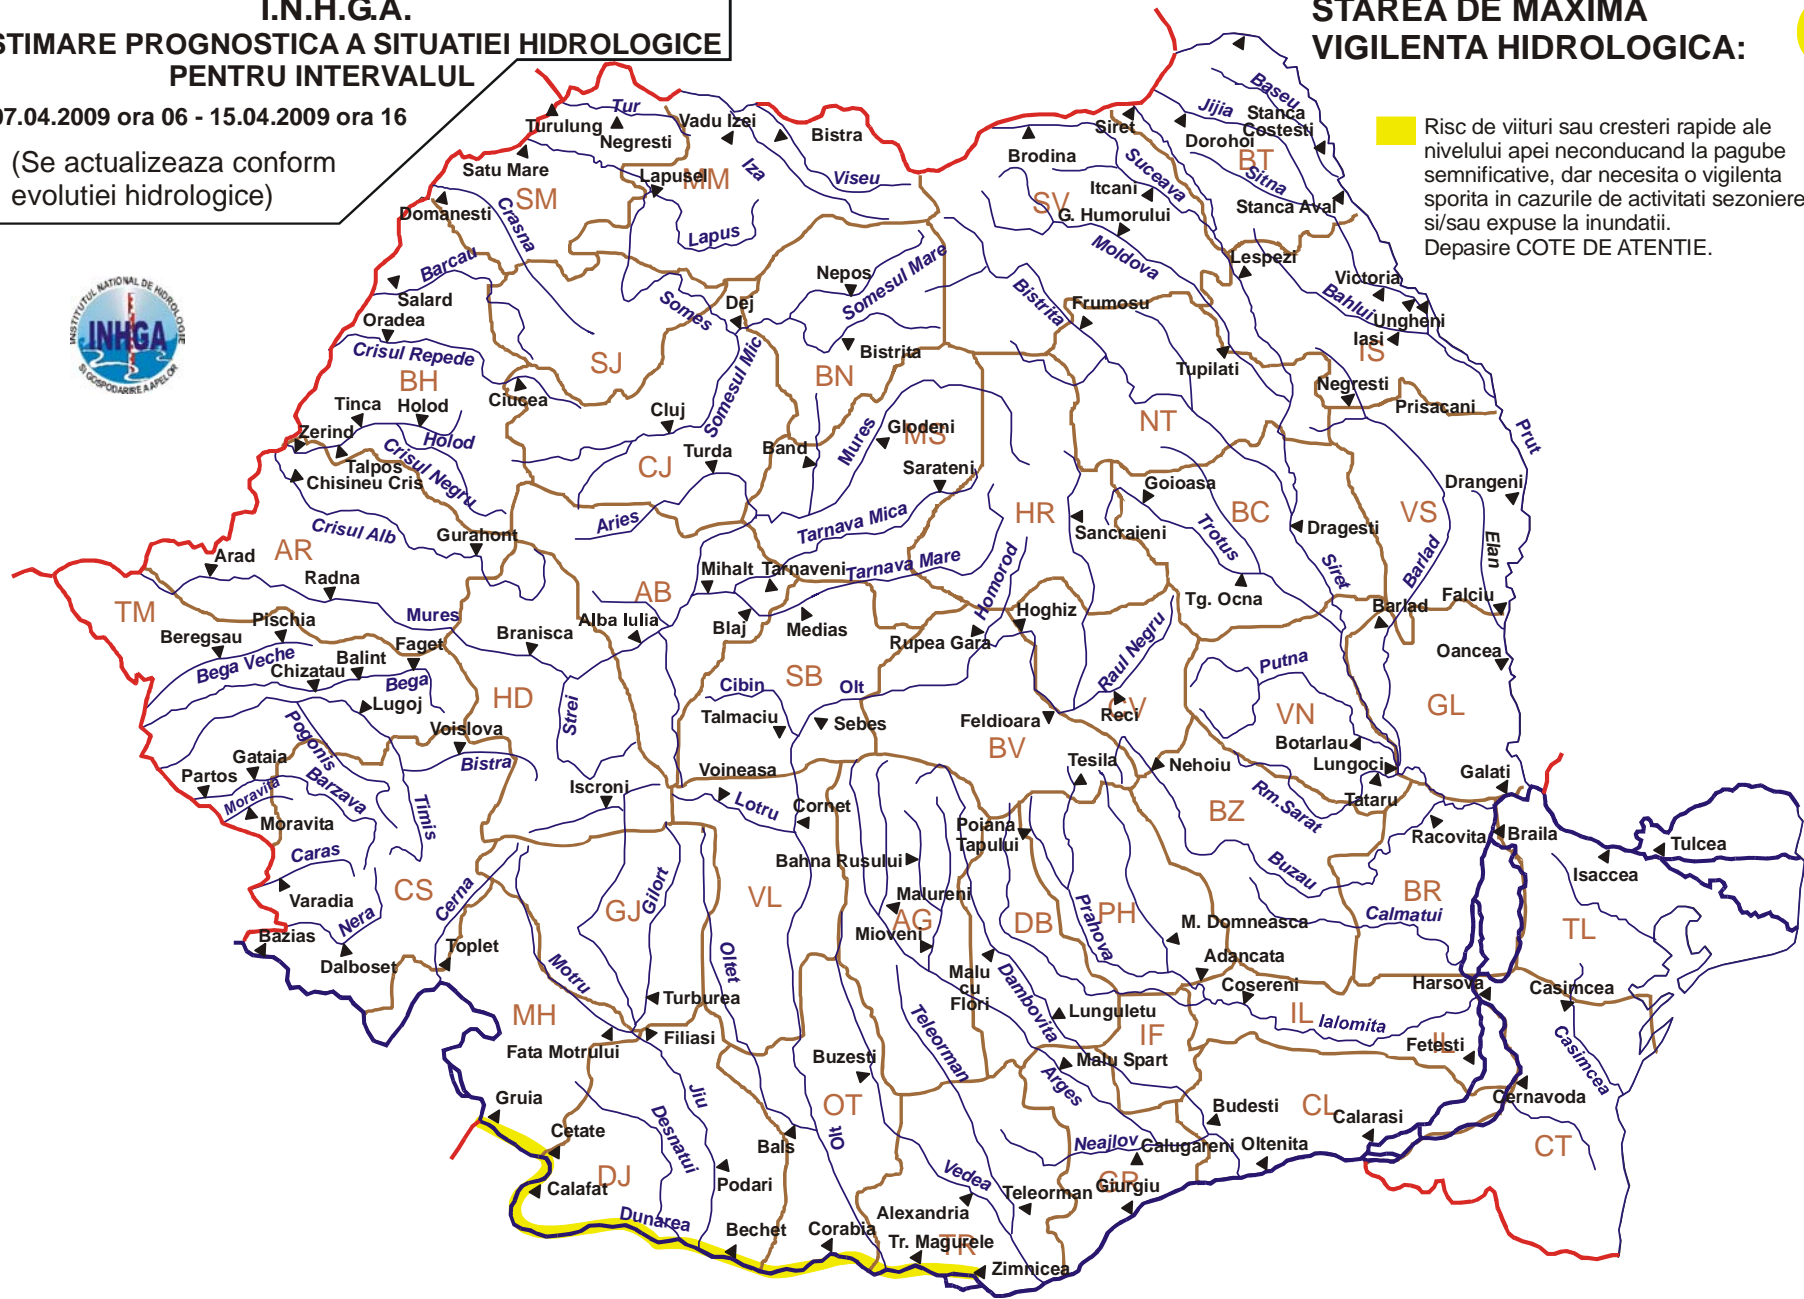 I.N.H.G.A.
STIMARE PROGNOSTICA A SITUATIEI HIDROLOGICE
PENTRU INTERVALUL
07.04.2009 ora 06 - 15.04.2009 ora 16
(Se actualizeaza conform
evolutiei hidrologice)
STAREA DE MAXIMA
VIGILENTA HIDROLOGICA:
Risc de viituri sau cresteri rapide ale
nivelului apei neconducand la pagube
semnificative, dar necesita o vigilenta
sporita in cazurile de activitati sezoniere
si/sau expuse la inundatii.
Depasire COTE DE ATENTIE.
INSTITUTUL NATIONAL DE HIDROLOGIE
INHGA
SI GOSPODARIRE A APELOR
Tur
Turulung
Negresti
Vadu Izei
Bistra
Satu Mare
Lapusel
MM
Iza
Viseu
SM
Domanesti
Crasna
Lapus
Brodina
Siret
Jijia
Baseu
Stanca
Costesti
Dorohoi
BT
Sitna
Suceava
Itcani
SV
G. Humorului
Stanca Aval
Moldova
Lespezi
Victoria
Bahlui
Ungheni
Iasi
IS
Barcau
Salard
Oradea
Crisul Repede
BH
Nepos
Somesul Mare
Dej
Somes
Bistrita
Frumosu
Bistrita
BN
Somesul Mic
SJ
Ciucea
Cluj
Tupilati
Negresti
Prisacani
Prut
Tinca
Holod
Zerind
Holod
Talpos
Crisul Negru
Chisineu Cris
Mures
Glodeni
MS
Band
Turda
CJ
Sarateni
NT
Goioasa
BC
Trotus
Dragesti
VS
Drangeni
Crisul Alb
Gurahont
AR
Aries
Tarnava Mica
HR
Sancraieni
Siret
Barlad
Elan
Arad
Radna
TM
Mures
Mihalt
Tarnaveni
Tarnava Mare
Homorod
AB
Hoghiz
Tg. Ocna
Barlad
Falciu
Pischia
Beregsau
Faget
Branisca
Alba Iulia
Blaj
Medias
Rupea Gara
Raul Negru
Bega Veche
Chizatau
Balint
Bega
Oancea
Putna
HD
SB
Cibin
Olt
Lugoj
Strei
Talmaciu
Sebes
Feldioara
Reci
CV
VN
GL
Pogonis
Voislova
BV
Botarlau
Lungoci
Gataia
Bistra
Voineasa
Tesila
Nehoiu
Galati
Partos
Barzava
Iscroni
Moravita
Timis
Lotru
Cornet
BZ
Rm.Sarat
Tataru
Moravita
Poiana
Tapului
Racovita
Braila
Tulcea
Caras
Bahna Rusului
Isaccea
Varadia
CS
Cerna
Gilort
GJ
VL
Malureni
AG
Buzau
BR
Calmatui
Nera
Mioveni
DB
PH
Prahova
M. Domneasca
TL
Bazias
Dalboset
Toplet
Motru
Oltet
Malu
cu
Flori
Dambovita
Adancata
Cosereni
Harsova
Casimcea
Turburea
MH
Fata Motrului
Filiasi
Teleorman
Lunguletu
IF
IL
Ialomita
IL
Fetesti
Casimcea
Buzesti
Malu Spart
Arges
Cernavoda
Gruia
Jiu
OT
Budesti
CL
Calarasi
Cetate
Desnatui
Bals
Olt
Neajlov
Calugareni
Oltenita
CT
DJ
Calafat
Podari
Vedea
Teleorman
GR
Giurgiu
Dunarea
Bechet
Corabia
Alexandria
Tr. Magurele
TR
Zimnicea